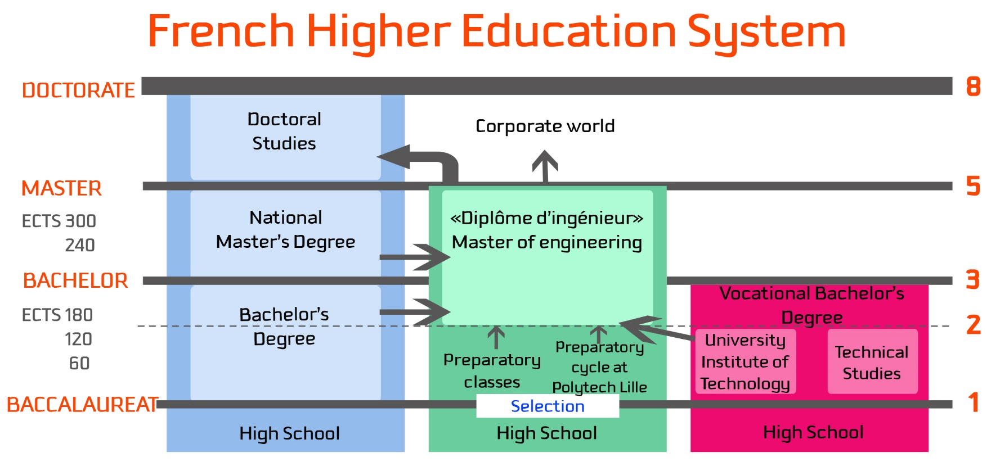 French Higher Education System
DOCTORATE
8
Doctoral
Studies
Corporate world
MASTER
5
ECTS 300
240
National
Master's Degree
«Diplôme d'ingénieur»
Master of engineering
BACHELOR
3
ECTS 180
120
60
Bachelor's
Degree
Vocational Bachelor's
Degree
2
Preparatory
classes
Preparatory
cycle at
Polytech Lille
University
Institute of
Technology
Technical
Studies
BACCALAUREAT
Selection
1
High School
High School
High School